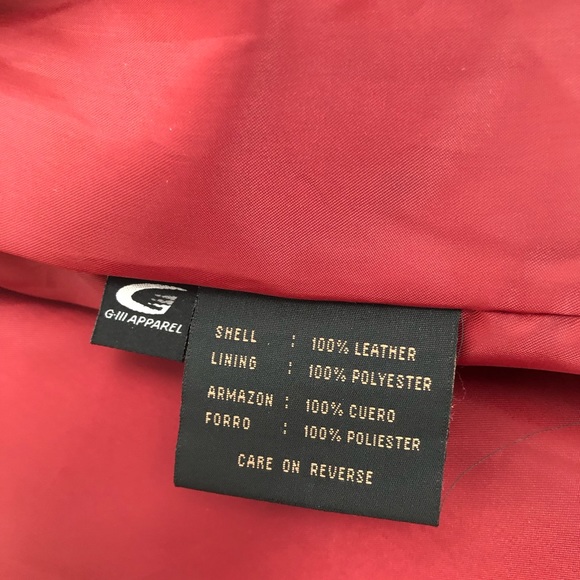 G-III APPAREL
SHELL : 100% LEATHER
LINING : 100% POLYESTER
ARMAZON : 100% CUERO
FORRO : 100% POLIESTER
CARE ON REVERSE